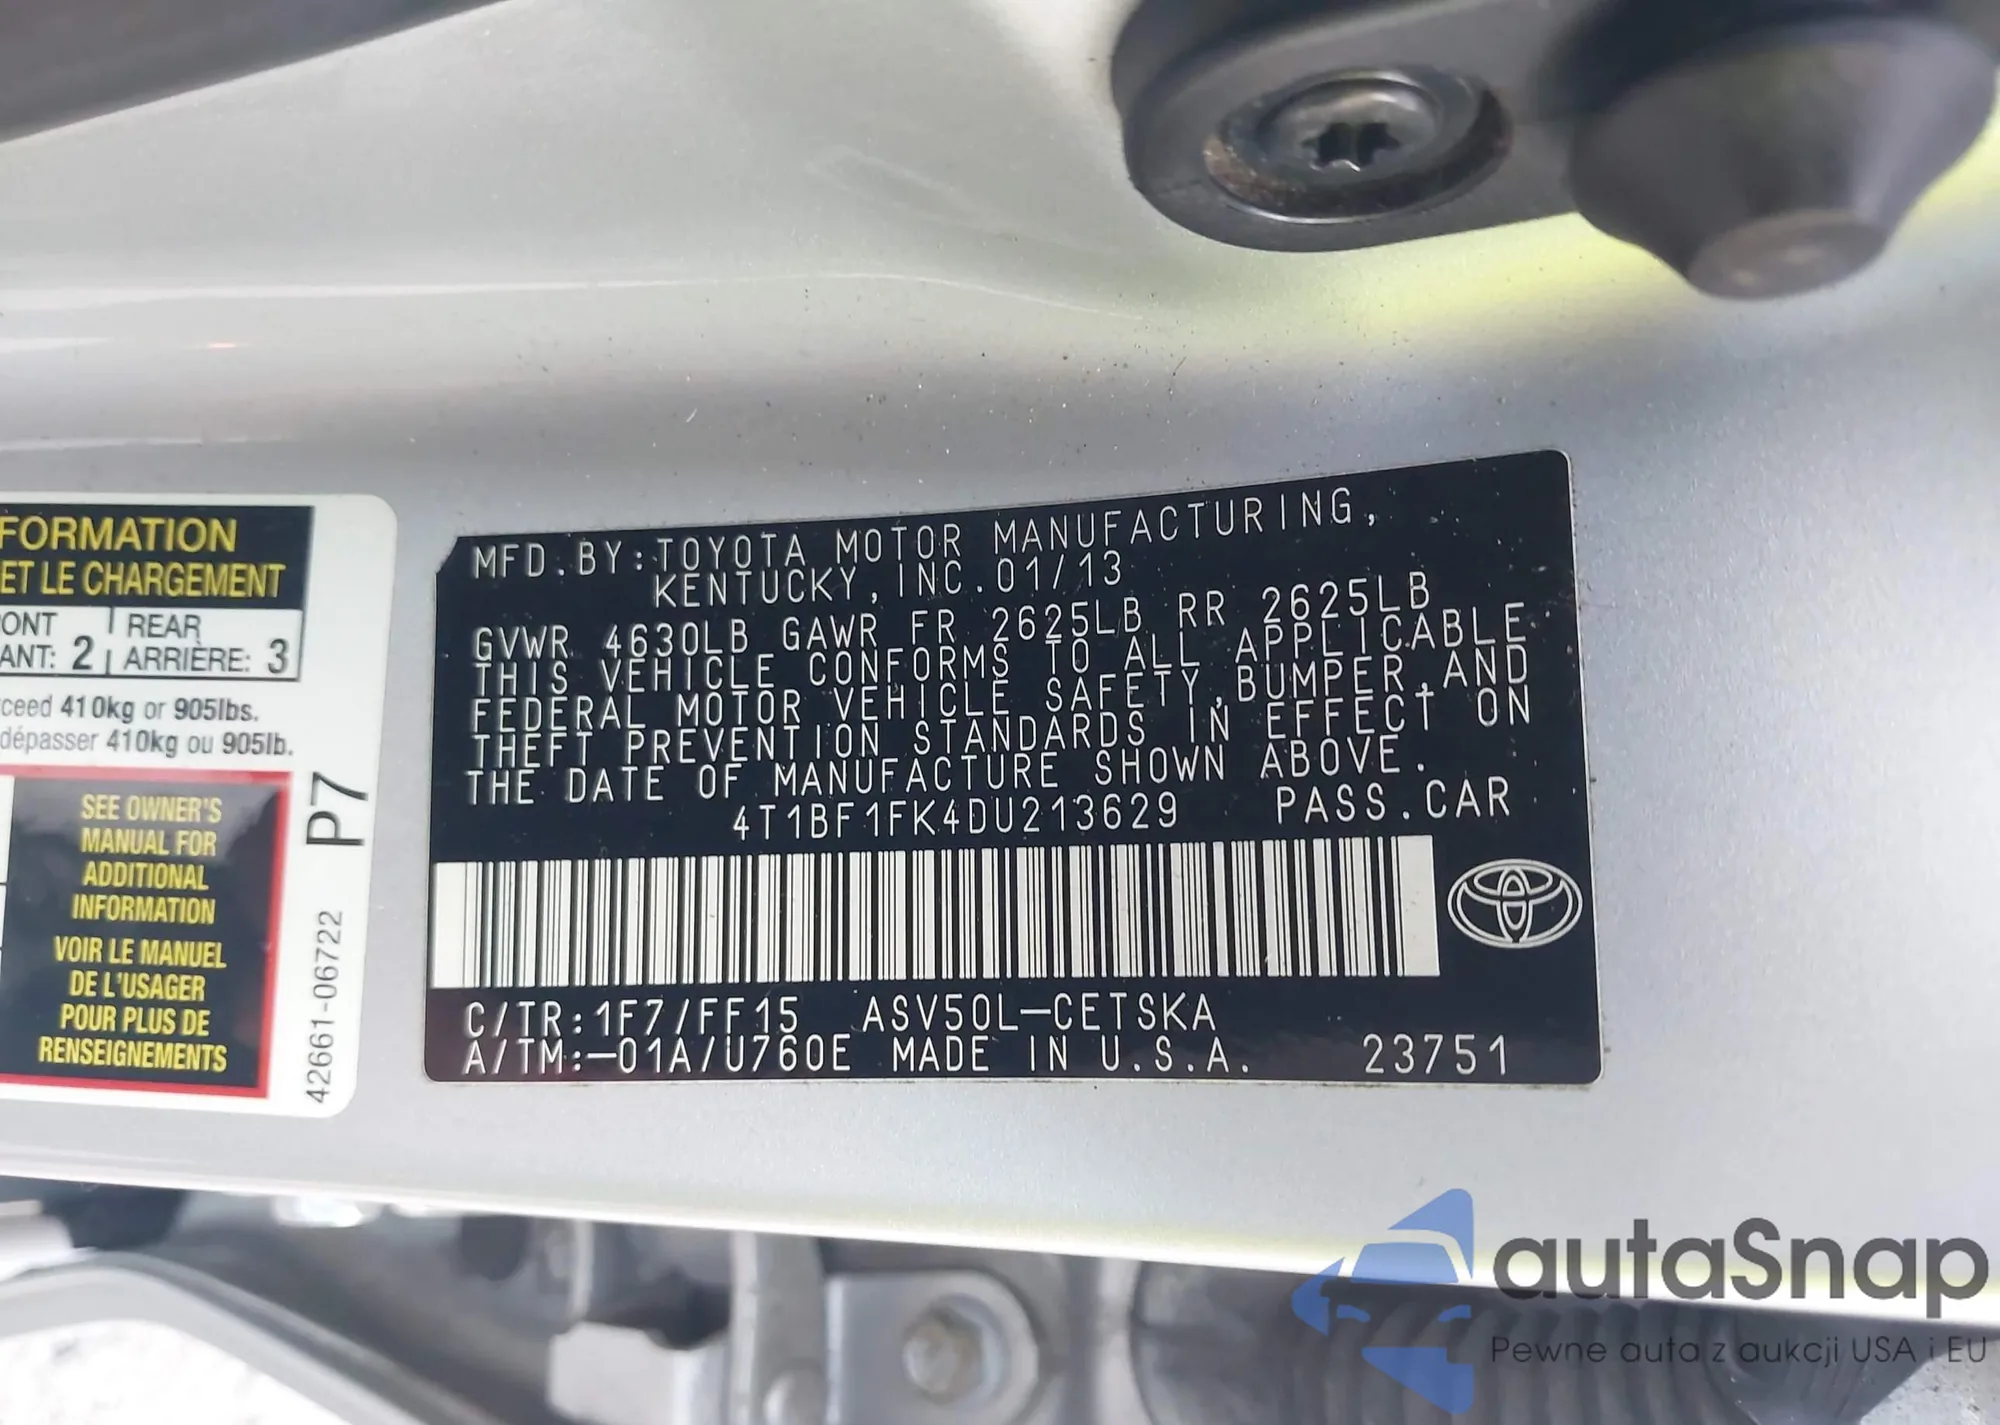 FORMATION
ET LE CHARGEMENT
ONT
ANT: 2
REAR
ARRIÈRE: 3
ceed 410kg or 905lbs.
dépasser 410kg ou 905lb.
SEE OWNER'S
MANUAL FOR
ADDITIONAL
INFORMATION
VOIR LE MANUEL
DE L'USAGER
POUR PLUS DE
RENSEIGNEMENTS
P7
42661-06722
MFD.BY:TOYOTA MOTOR MANUFACTURING,
KENTUCKY,INC.01/13
GVWR 4630LB GAWR FR 2625LB RR 2625LB
THIS VEHICLE CONFORMS TO ALL APPLICABLE
FEDERAL MOTOR VEHICLE SAFETY,BUMPER,AND
THEFT PREVENTION STANDARDS IN EFFECT ON
THE DATE OF MANUFACTURE SHOWN ABOVE.
4T1BF1FK4DU213629 PASS.CAR
C/TR:1F7/FF15 ASV50L-CETSKA
A/TM:-01A/U760E MADE IN U.S.A. 23751
autaSnap
Pewne auta z aukcji USA i EU